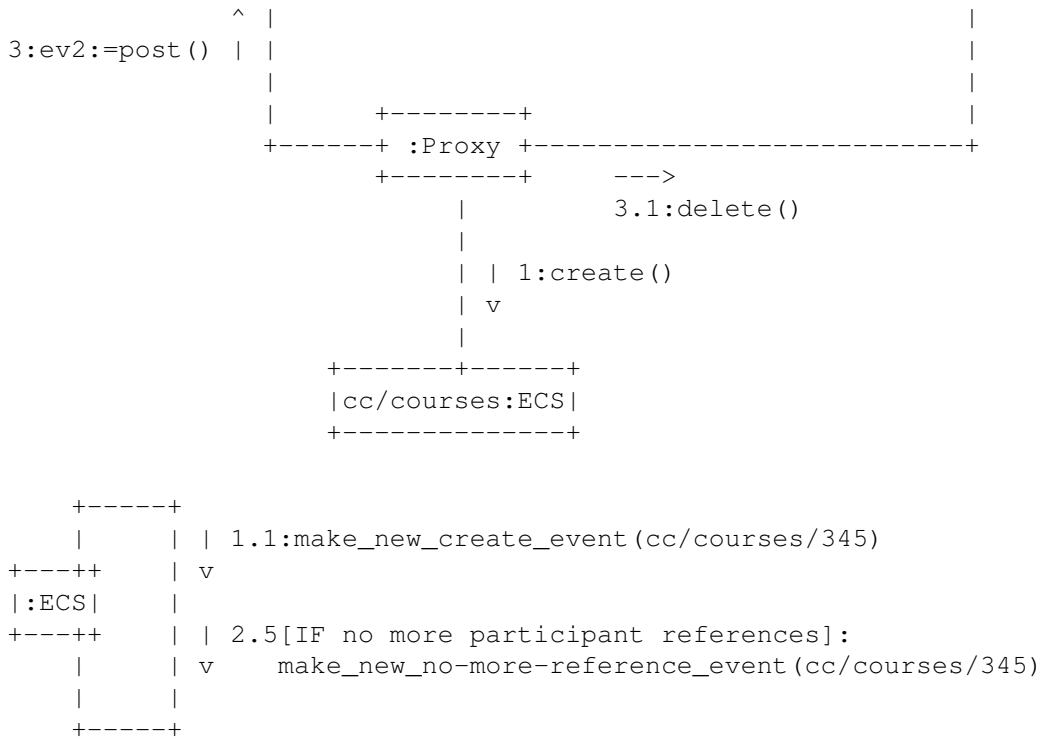 3:ev2:=post()
:Proxy
--->
3.1:delete()
1:create()
cc/courses:ECS
1.1:make_new_create_event(cc/courses/345)
:ECS
2.5[IF no more participant references]:
make_new_no-more-reference_event(cc/courses/345)